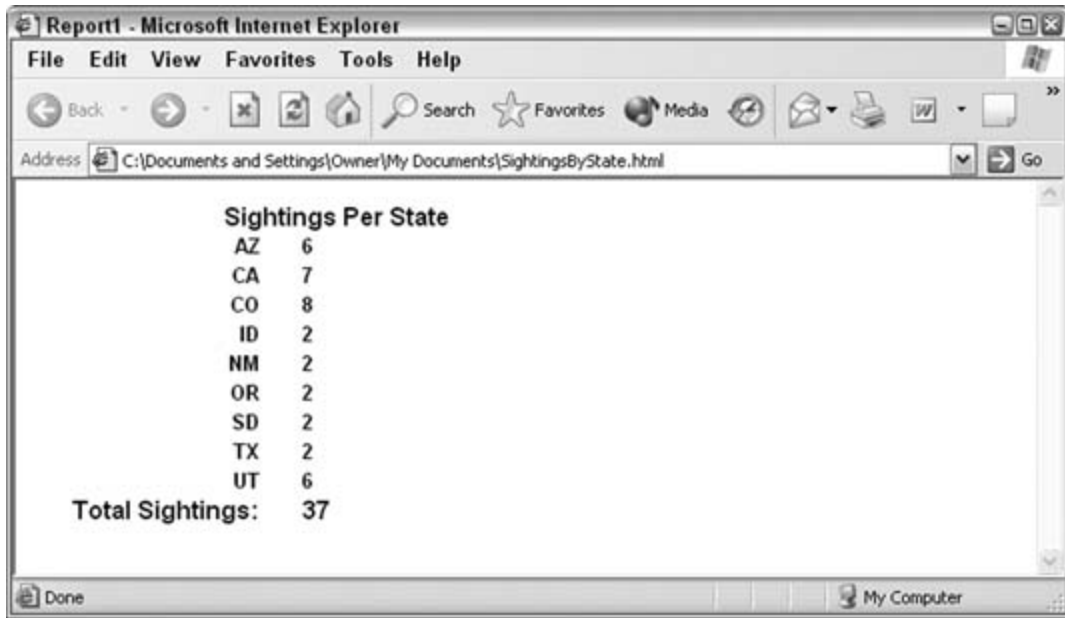 Report1 - Microsoft Internet Explorer
File Edit View Favorites Tools Help
Back Search Favorites Media W »
Address C:\Documents and Settings\Owner\My Documents\SightingsByState.html Go
Sightings Per State
AZ 6
CA 7
CO 8
ID 2
NM 2
OR 2
SD 2
TX 2
UT 6
Total Sightings: 37
Done My Computer